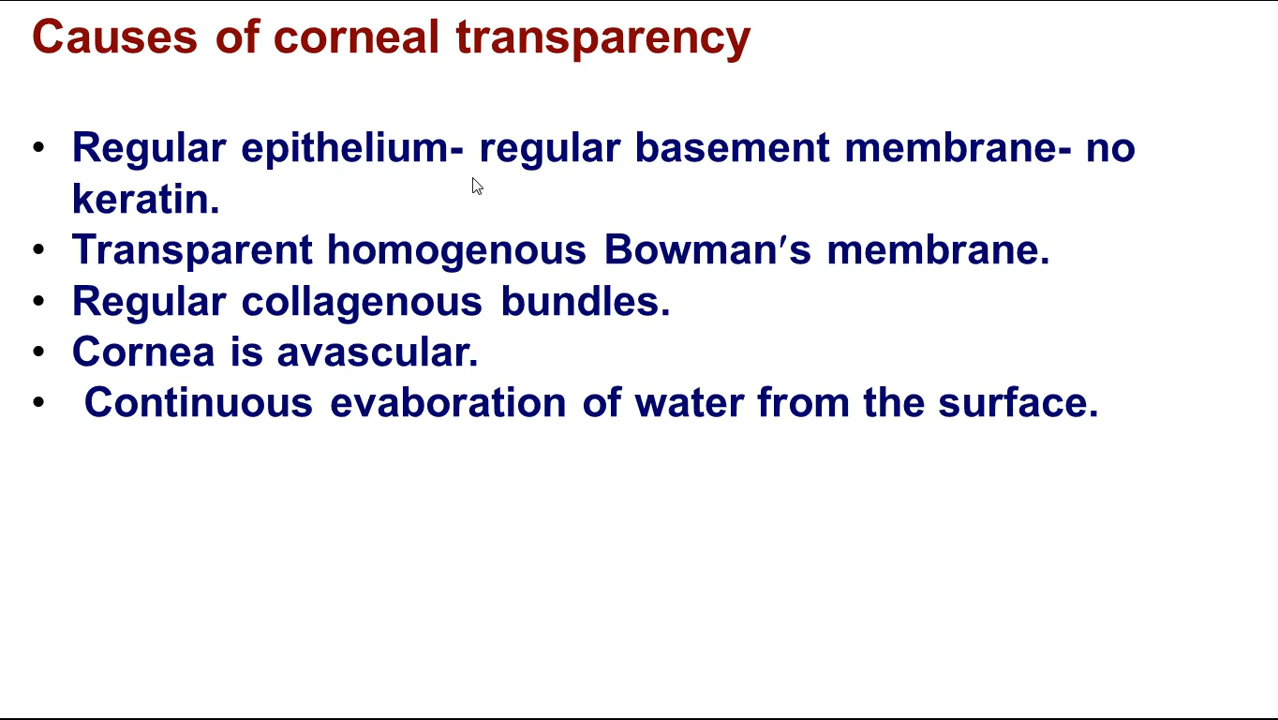 Causes of corneal transparency
• Regular epithelium- regular basement membrane- no
keratin.
• Transparent homogenous Bowman′s membrane.
• Regular collagenous bundles.
• Cornea is avascular.
• Continuous evaboration of water from the surface.